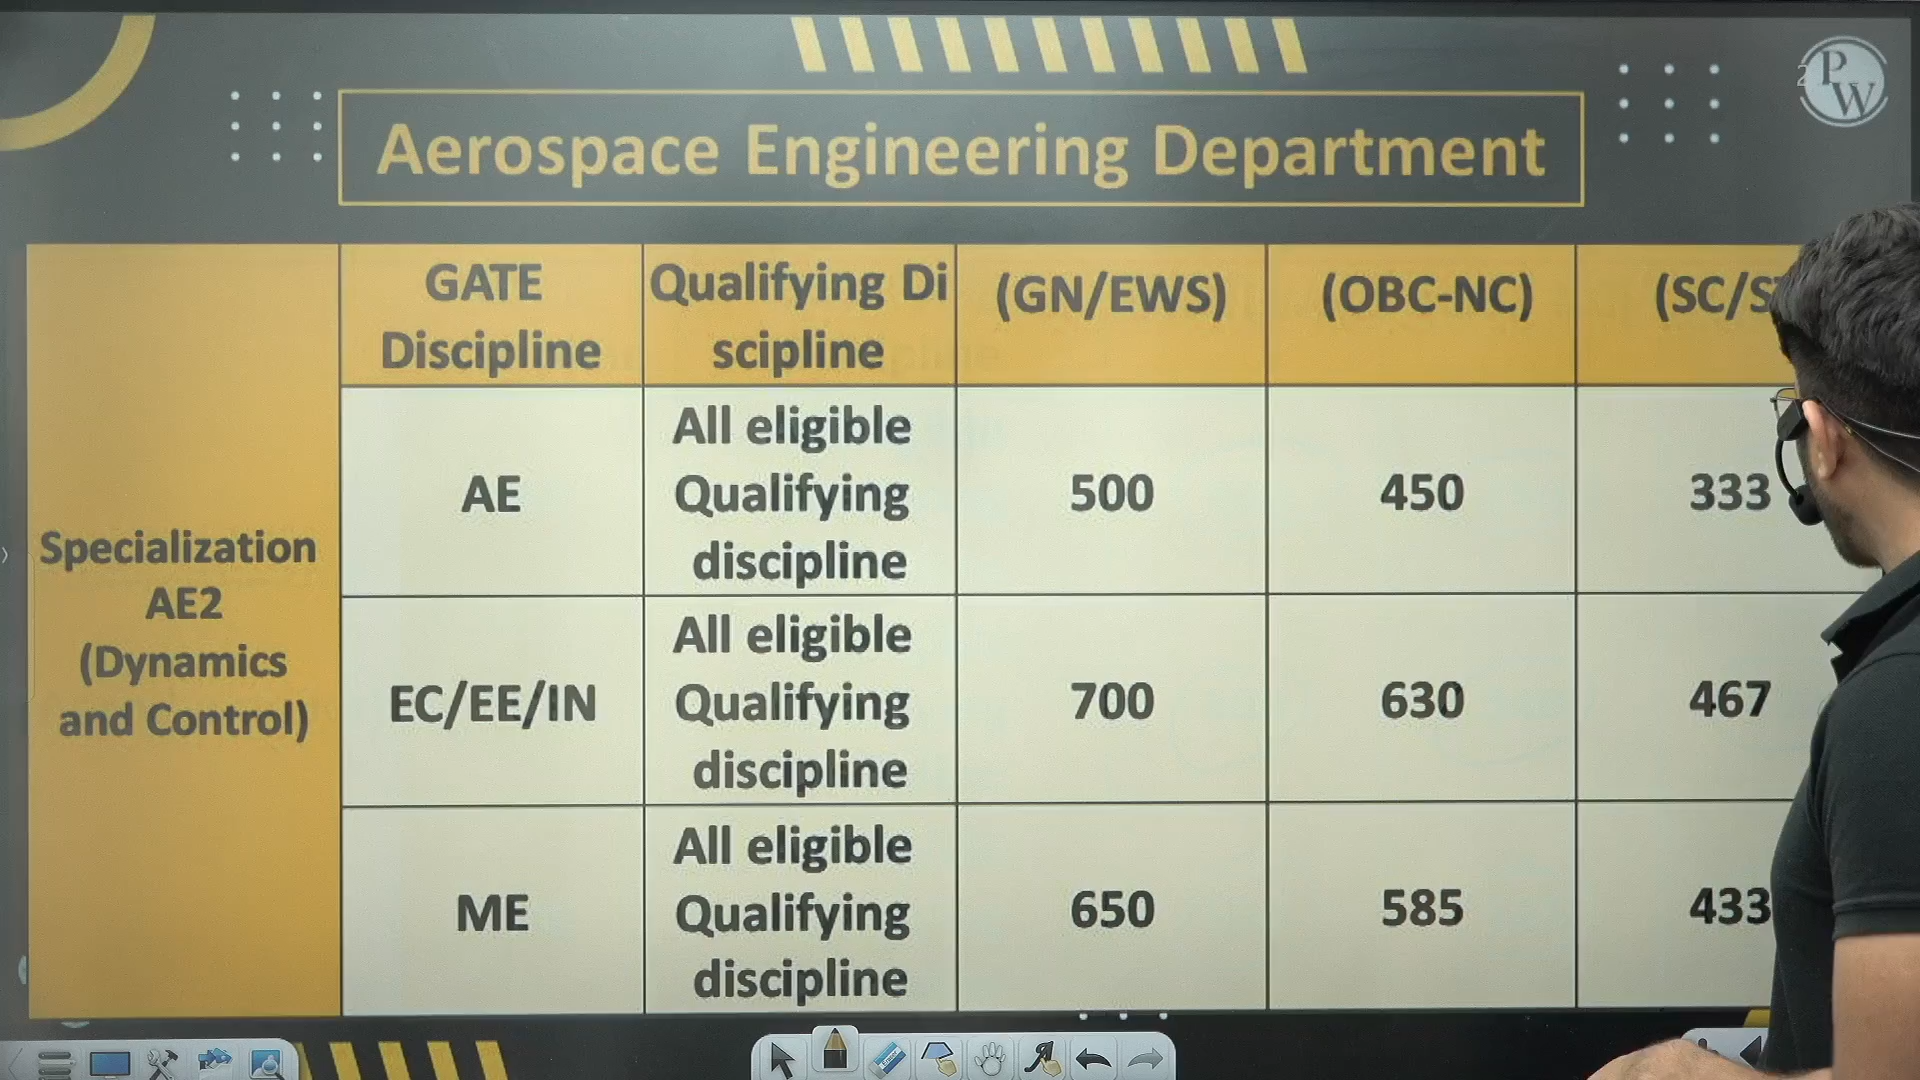 PW
Aerospace Engineering Department
GATE
Discipline
Qualifying Di
scipline
(GN/EWS)
(OBC-NC)
(SC/S
Specialization
AE2
(Dynamics
and Control)
AE
All eligible
Qualifying
discipline
500
450
333
EC/EE/IN
All eligible
Qualifying
discipline
700
630
467
ME
All eligible
Qualifying
discipline
650
585
433